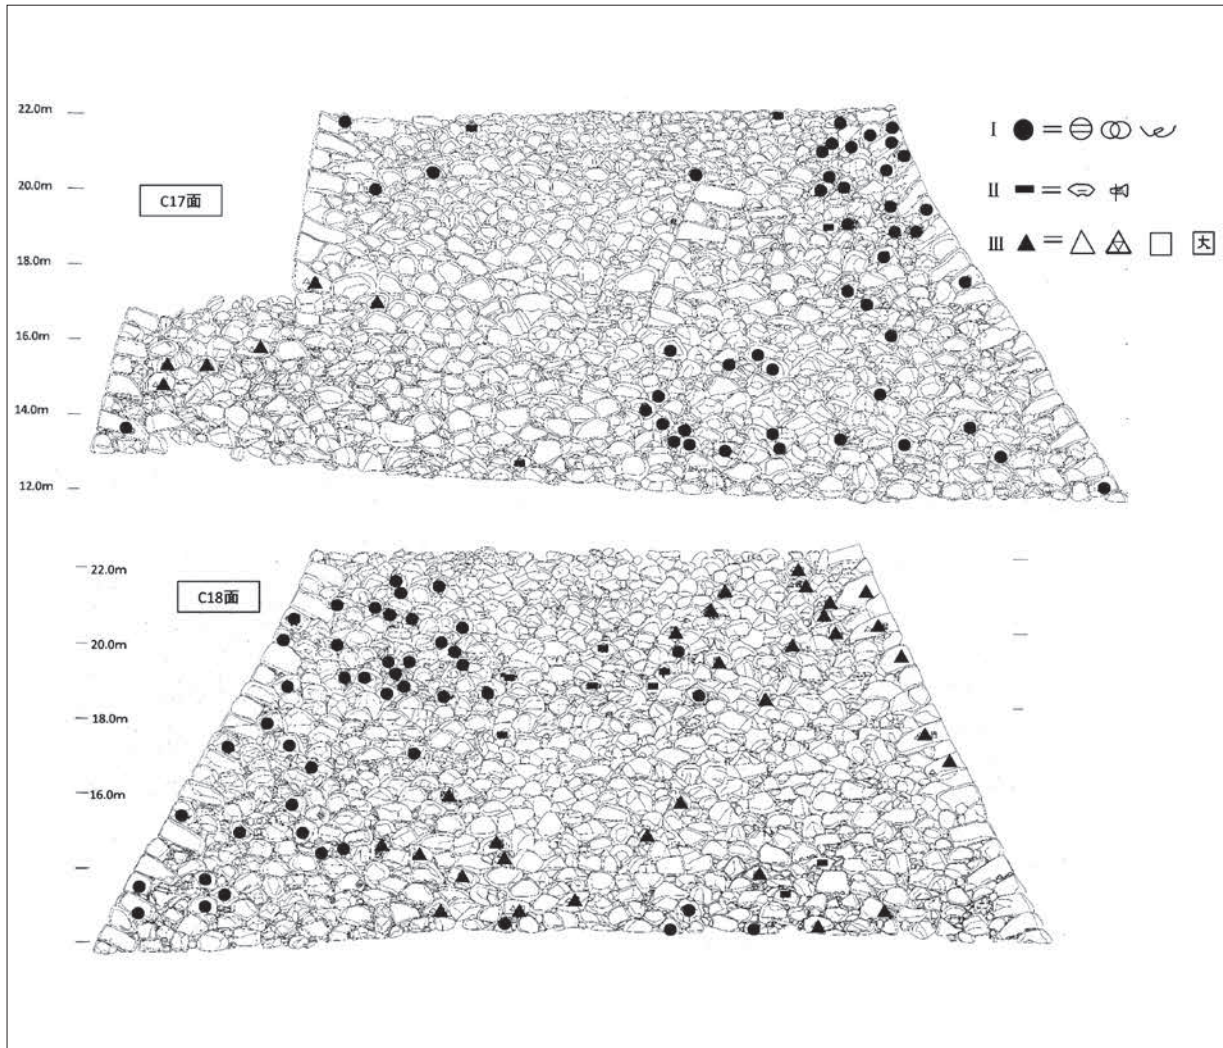 22.0m
20.0m
C17面
18.0m
16.0m
14.0m
12.0m
I ● =
II ■ =
III ▲ = △ □ 大
22.0m
C18面
20.0m
18.0m
16.0m